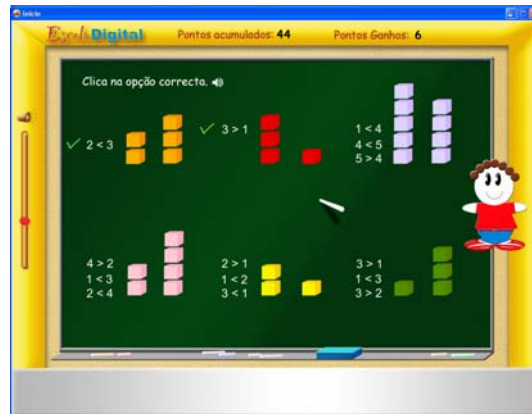 Início
Escola Digital
Pontos acumulados: 44
Pontos Ganhos: 6
Clica na opção correcta.
2 < 3
3 > 1
1 < 4
4 < 5
5 > 4
4 > 2
1 < 3
2 < 4
2 > 1
1 < 2
3 < 1
3 > 1
1 < 3
3 > 2